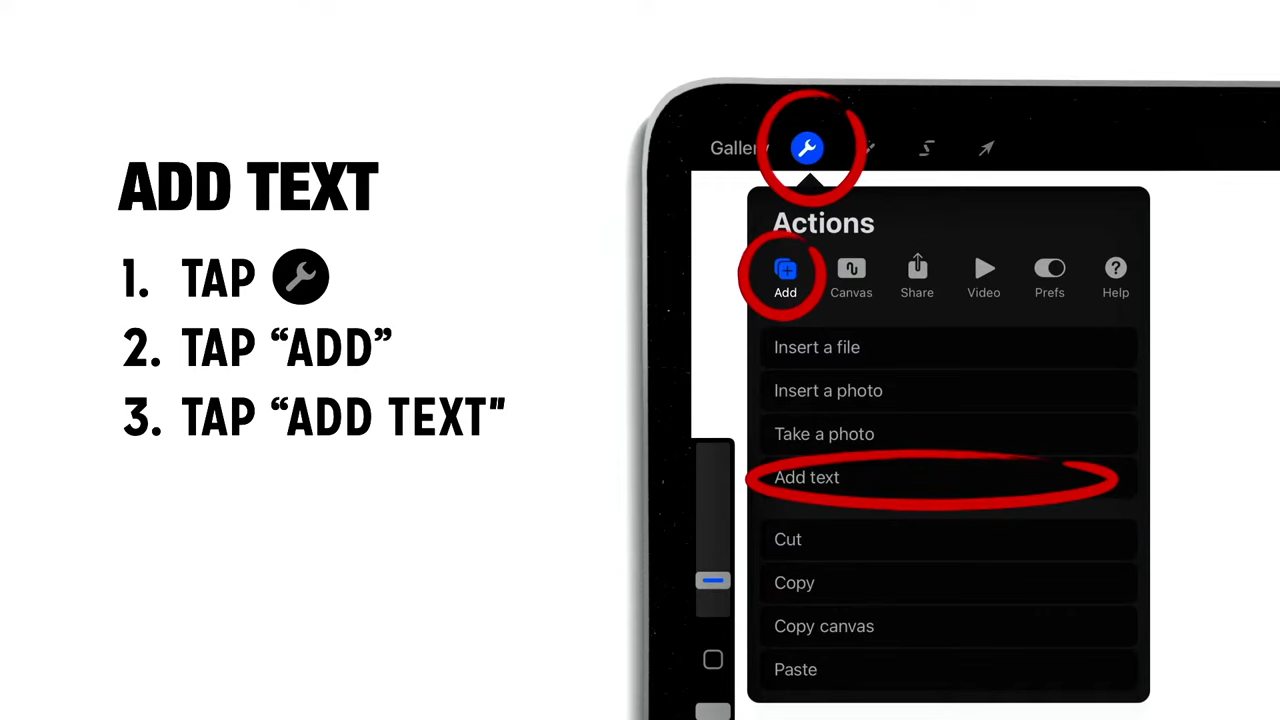 ADD TEXT
1. TAP
2. TAP “ADD”
3. TAP “ADD TEXT"
Gallery
Actions
Add Canvas Share Video Prefs Help
Insert a file
Insert a photo
Take a photo
Add text
Cut
Copy
Copy canvas
Paste